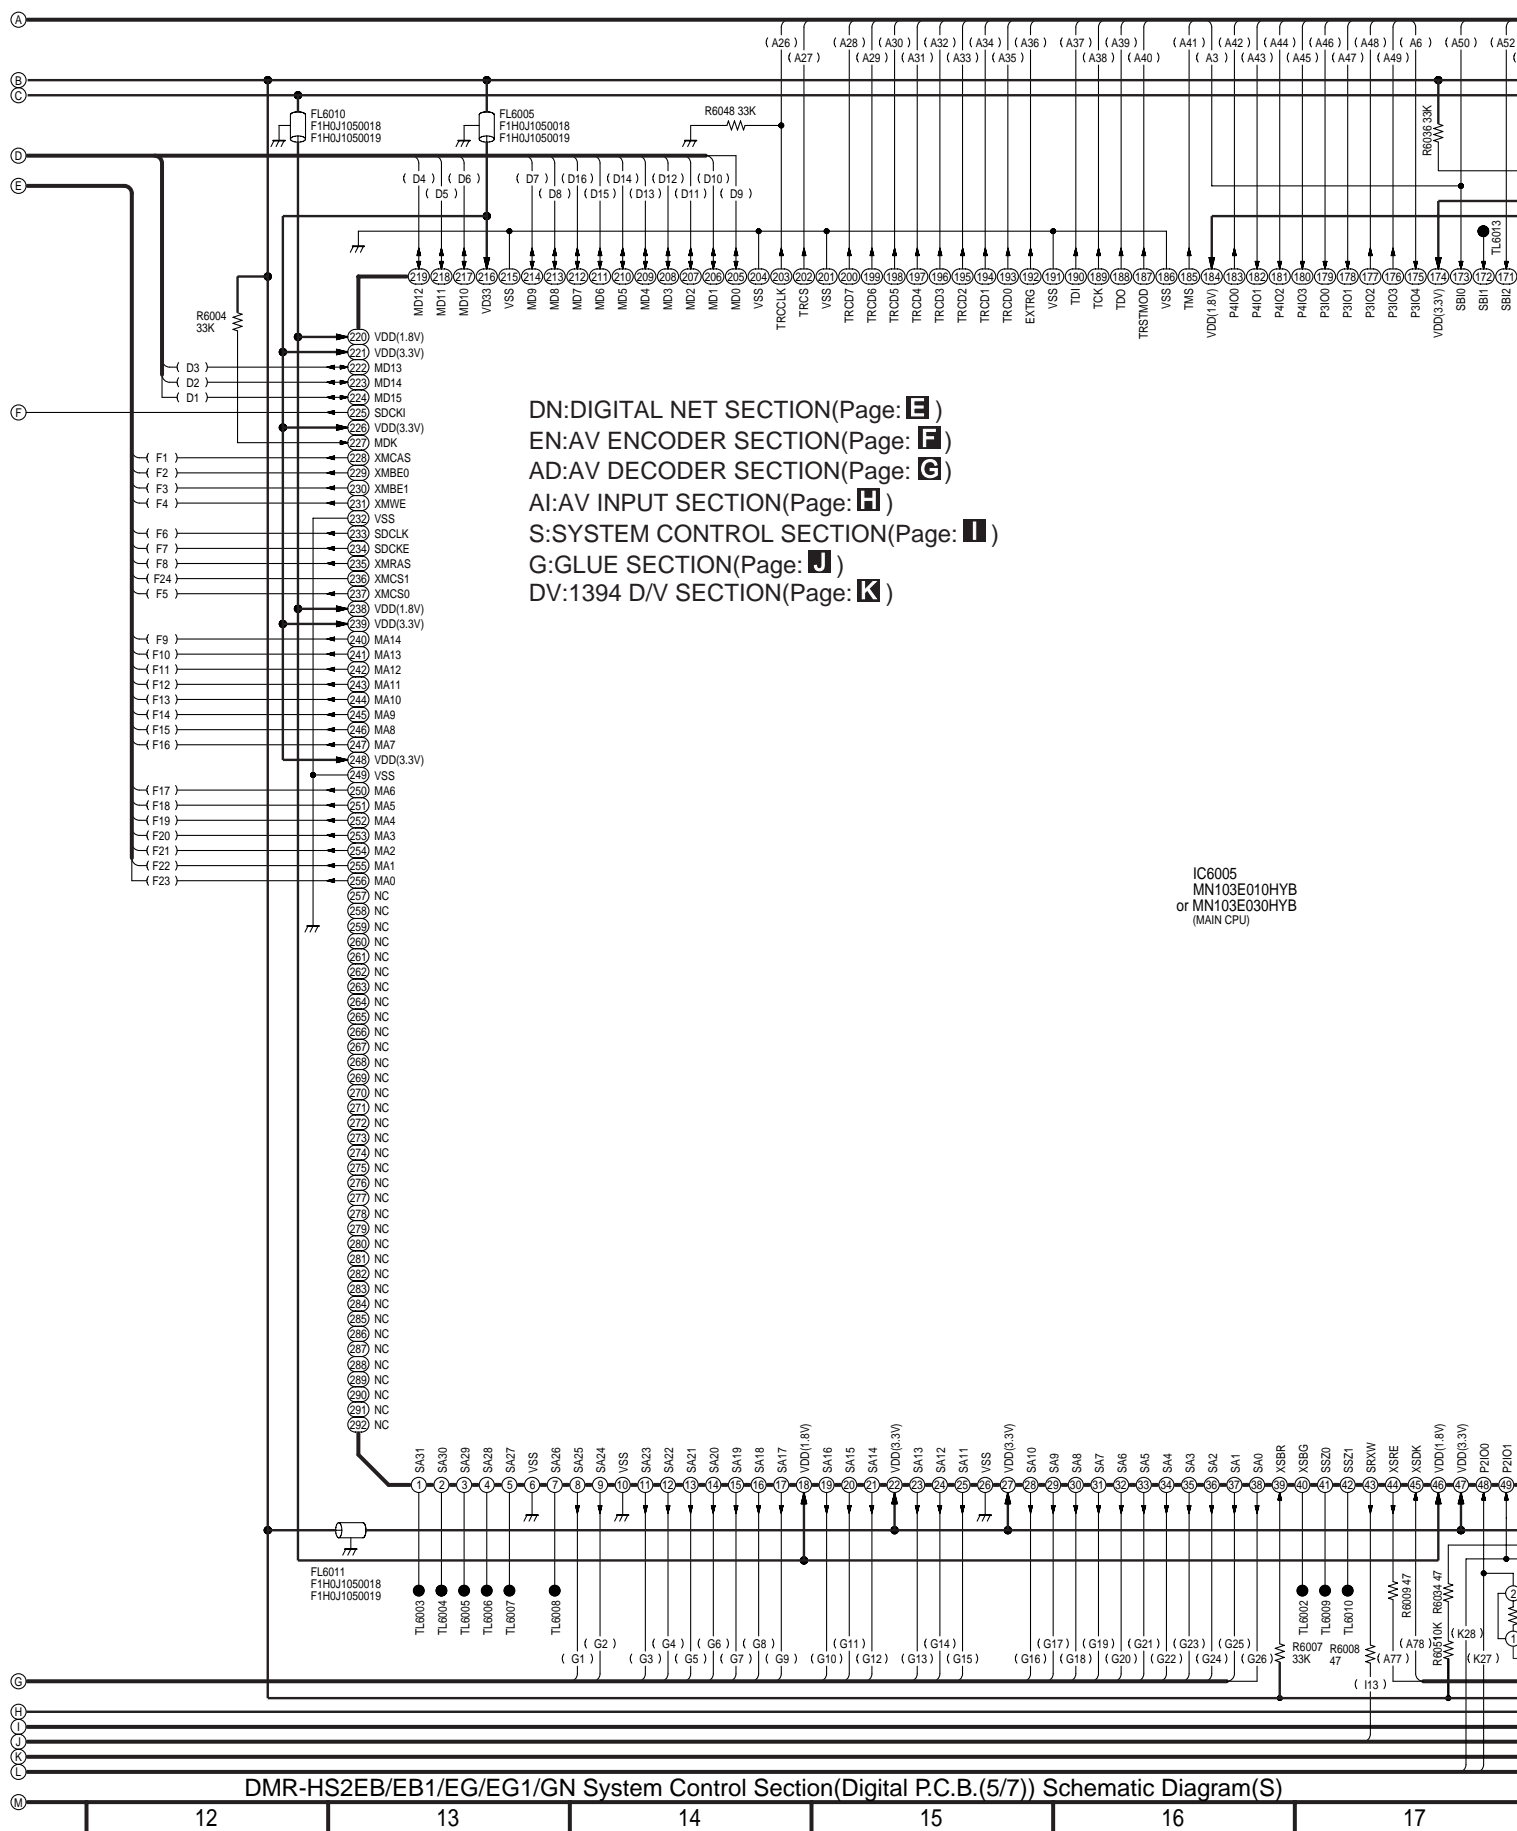 A
( A26 ) ( A28 ) ( A30 ) ( A32 ) ( A34 ) ( A36 ) ( A37 ) ( A39 ) ( A41 ) ( A42 ) ( A44 ) ( A46 ) ( A48 ) ( A6 ) ( A50 ) ( A52
( A27 ) ( A29 ) ( A31 ) ( A33 ) ( A35 ) ( A38 ) ( A40 ) ( A3 ) ( A43 ) ( A45 ) ( A47 ) ( A49 )
B
C
FL6010
F1H0J1050018
F1H0J1050019
FL6005
F1H0J1050018
F1H0J1050019
R6048 33K
R6036 33K
D
( D4 ) ( D6 ) ( D7 ) ( D16 ) ( D14 ) ( D12 ) ( D10 )
( D5 ) ( D8 ) ( D15 ) ( D13 ) ( D11 ) ( D9 )
E
TL6013
219 218 217 216 215 214 213 212 211 210 209 208 207 206 205 204 203 202 201 200 199 198 197 196 195 194 193 192 191 190 189 188 187 186 185 184 183 182 181 180 179 178 177 176 175 174 173 172 171
MD12 MD11 MD10 VD33 VSS MD9 MD8 MD7 MD6 MD5 MD4 MD3 MD2 MD1 MD0 VSS TRCCLK TRCS VSS TRCD7 TRCD6 TRCD5 TRCD4 TRCD3 TRCD2 TRCD1 TRCD0 EXTRG VSS TDI TCK TDO TRSTMOD VSS TMS VDD(1.8V) P4IO0 P4IO1 P4IO2 P4IO3 P3IO0 P3IO1 P3IO2 P3IO3 P3IO4 VDD(3.3V) SBI0 SBI1 SBI2
R6004
33K
220 VDD(1.8V)
221 VDD(3.3V)
( D3 ) 222 MD13
( D2 ) 223 MD14
( D1 ) 224 MD15
F 225 SDCKI
226 VDD(3.3V)
227 MDK
( F1 ) 228 XMCAS
( F2 ) 229 XMBE0
( F3 ) 230 XMBE1
( F4 ) 231 XMWE
232 VSS
( F6 ) 233 SDCLK
( F7 ) 234 SDCKE
( F8 ) 235 XMRAS
( F24 ) 236 XMCS1
( F5 ) 237 XMCS0
238 VDD(1.8V)
239 VDD(3.3V)
( F9 ) 240 MA14
( F10 ) 241 MA13
( F11 ) 242 MA12
( F12 ) 243 MA11
( F13 ) 244 MA10
( F14 ) 245 MA9
( F15 ) 246 MA8
( F16 ) 247 MA7
248 VDD(3.3V)
249 VSS
( F17 ) 250 MA6
( F18 ) 251 MA5
( F19 ) 252 MA4
( F20 ) 253 MA3
( F21 ) 254 MA2
( F22 ) 255 MA1
( F23 ) 256 MA0
257 NC
258 NC
259 NC
260 NC
261 NC
262 NC
263 NC
264 NC
265 NC
266 NC
267 NC
268 NC
269 NC
270 NC
271 NC
272 NC
273 NC
274 NC
275 NC
276 NC
277 NC
278 NC
279 NC
280 NC
281 NC
282 NC
283 NC
284 NC
285 NC
286 NC
287 NC
288 NC
289 NC
290 NC
291 NC
292 NC
DN:DIGITAL NET SECTION(Page: E )
EN:AV ENCODER SECTION(Page: F )
AD:AV DECODER SECTION(Page: G )
AI:AV INPUT SECTION(Page: H )
S:SYSTEM CONTROL SECTION(Page: I )
G:GLUE SECTION(Page: J )
DV:1394 D/V SECTION(Page: K )
IC6005
MN103E010HYB
or MN103E030HYB
(MAIN CPU)
SA31 SA30 SA29 SA28 SA27 VSS SA26 SA25 SA24 VSS SA23 SA22 SA21 SA20 SA19 SA18 SA17 VDD(1.8V) SA16 SA15 SA14 VDD(3.3V) SA13 SA12 SA11 VSS VDD(3.3V) SA10 SA9 SA8 SA7 SA6 SA5 SA4 SA3 SA2 SA1 SA0 XSBR XSBG SSZ0 SSZ1 SRXW XSRE XSDK VDD(1.8V) VDD(3.3V) P2IO0 P2IO1
1 2 3 4 5 6 7 8 9 10 11 12 13 14 15 16 17 18 19 20 21 22 23 24 25 26 27 28 29 30 31 32 33 34 35 36 37 38 39 40 41 42 43 44 45 46 47 48 49
FL6011
F1H0J1050018
F1H0J1050019
TL6003 TL6004 TL6005 TL6006 TL6007 TL6008 TL6002 TL6009 TL6010
R6009 47
R6034 47
R60510K
2
1
( G2 ) ( G4 ) ( G6 ) ( G8 ) ( G11 ) ( G14 ) ( G17 ) ( G19 ) ( G21 ) ( G23 ) ( G25 ) ( A78 ) ( K28 )
( G1 ) ( G3 ) ( G5 ) ( G7 ) ( G9 ) ( G10 ) ( G12 ) ( G13 ) ( G15 ) ( G16 ) ( G18 ) ( G20 ) ( G22 ) ( G24 ) ( G26 ) ( A77 ) ( K27 )
R6007
33K
R6008
47
( I13 )
G
H
I
J
K
L
DMR-HS2EB/EB1/EG/EG1/GN System Control Section(Digital P.C.B.(5/7)) Schematic Diagram(S)
M
12 13 14 15 16 17